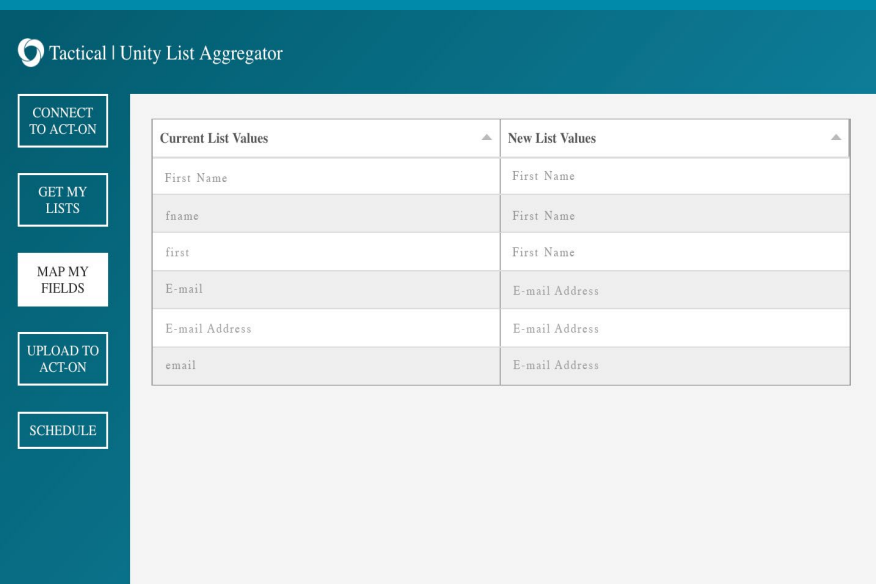 Tactical | Unity List Aggregator
CONNECT
TO ACT-ON
GET MY
LISTS
MAP MY
FIELDS
UPLOAD TO
ACT-ON
SCHEDULE
Current List Values New List Values
First Name First Name
fname First Name
first First Name
E-mail E-mail Address
E-mail Address E-mail Address
email E-mail Address